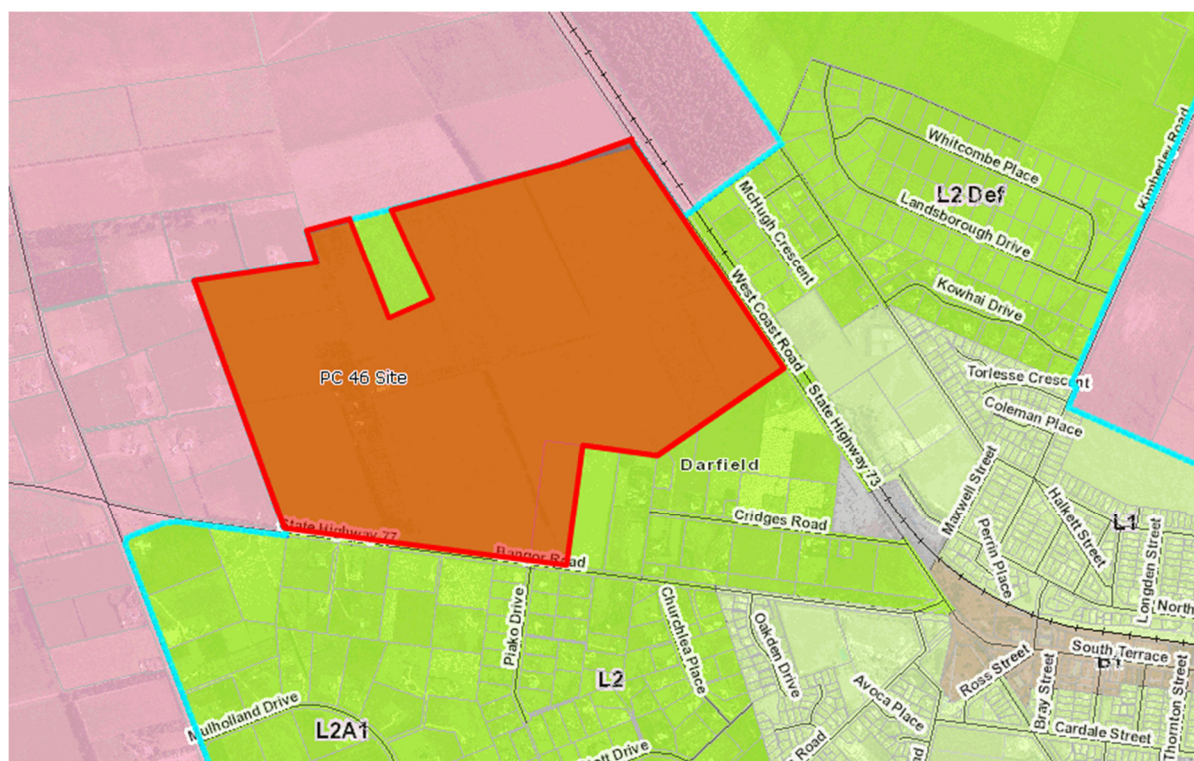 Whitcombe Place
Kimberley Road
L2 Def
McHugh Crescent
Landsborough Drive
Kowhai Drive
West Coast Road
PC 46 Site
Torlesse Crescent
Coleman Place
State Highway 73
Darfield
Maxwell Street
Halkett Street
L1
Cridges Road
State Highway 77
Bangor Road
Perrin Place
Longden Street
North
Piako Drive
Churchlea Place
Oakden Drive
South Terrace
B1
Ross Street
L2
Avoca Place
Bray Street
Thornton Street
Mulholland Drive
L2A1
Cardale Street
Drive
Road